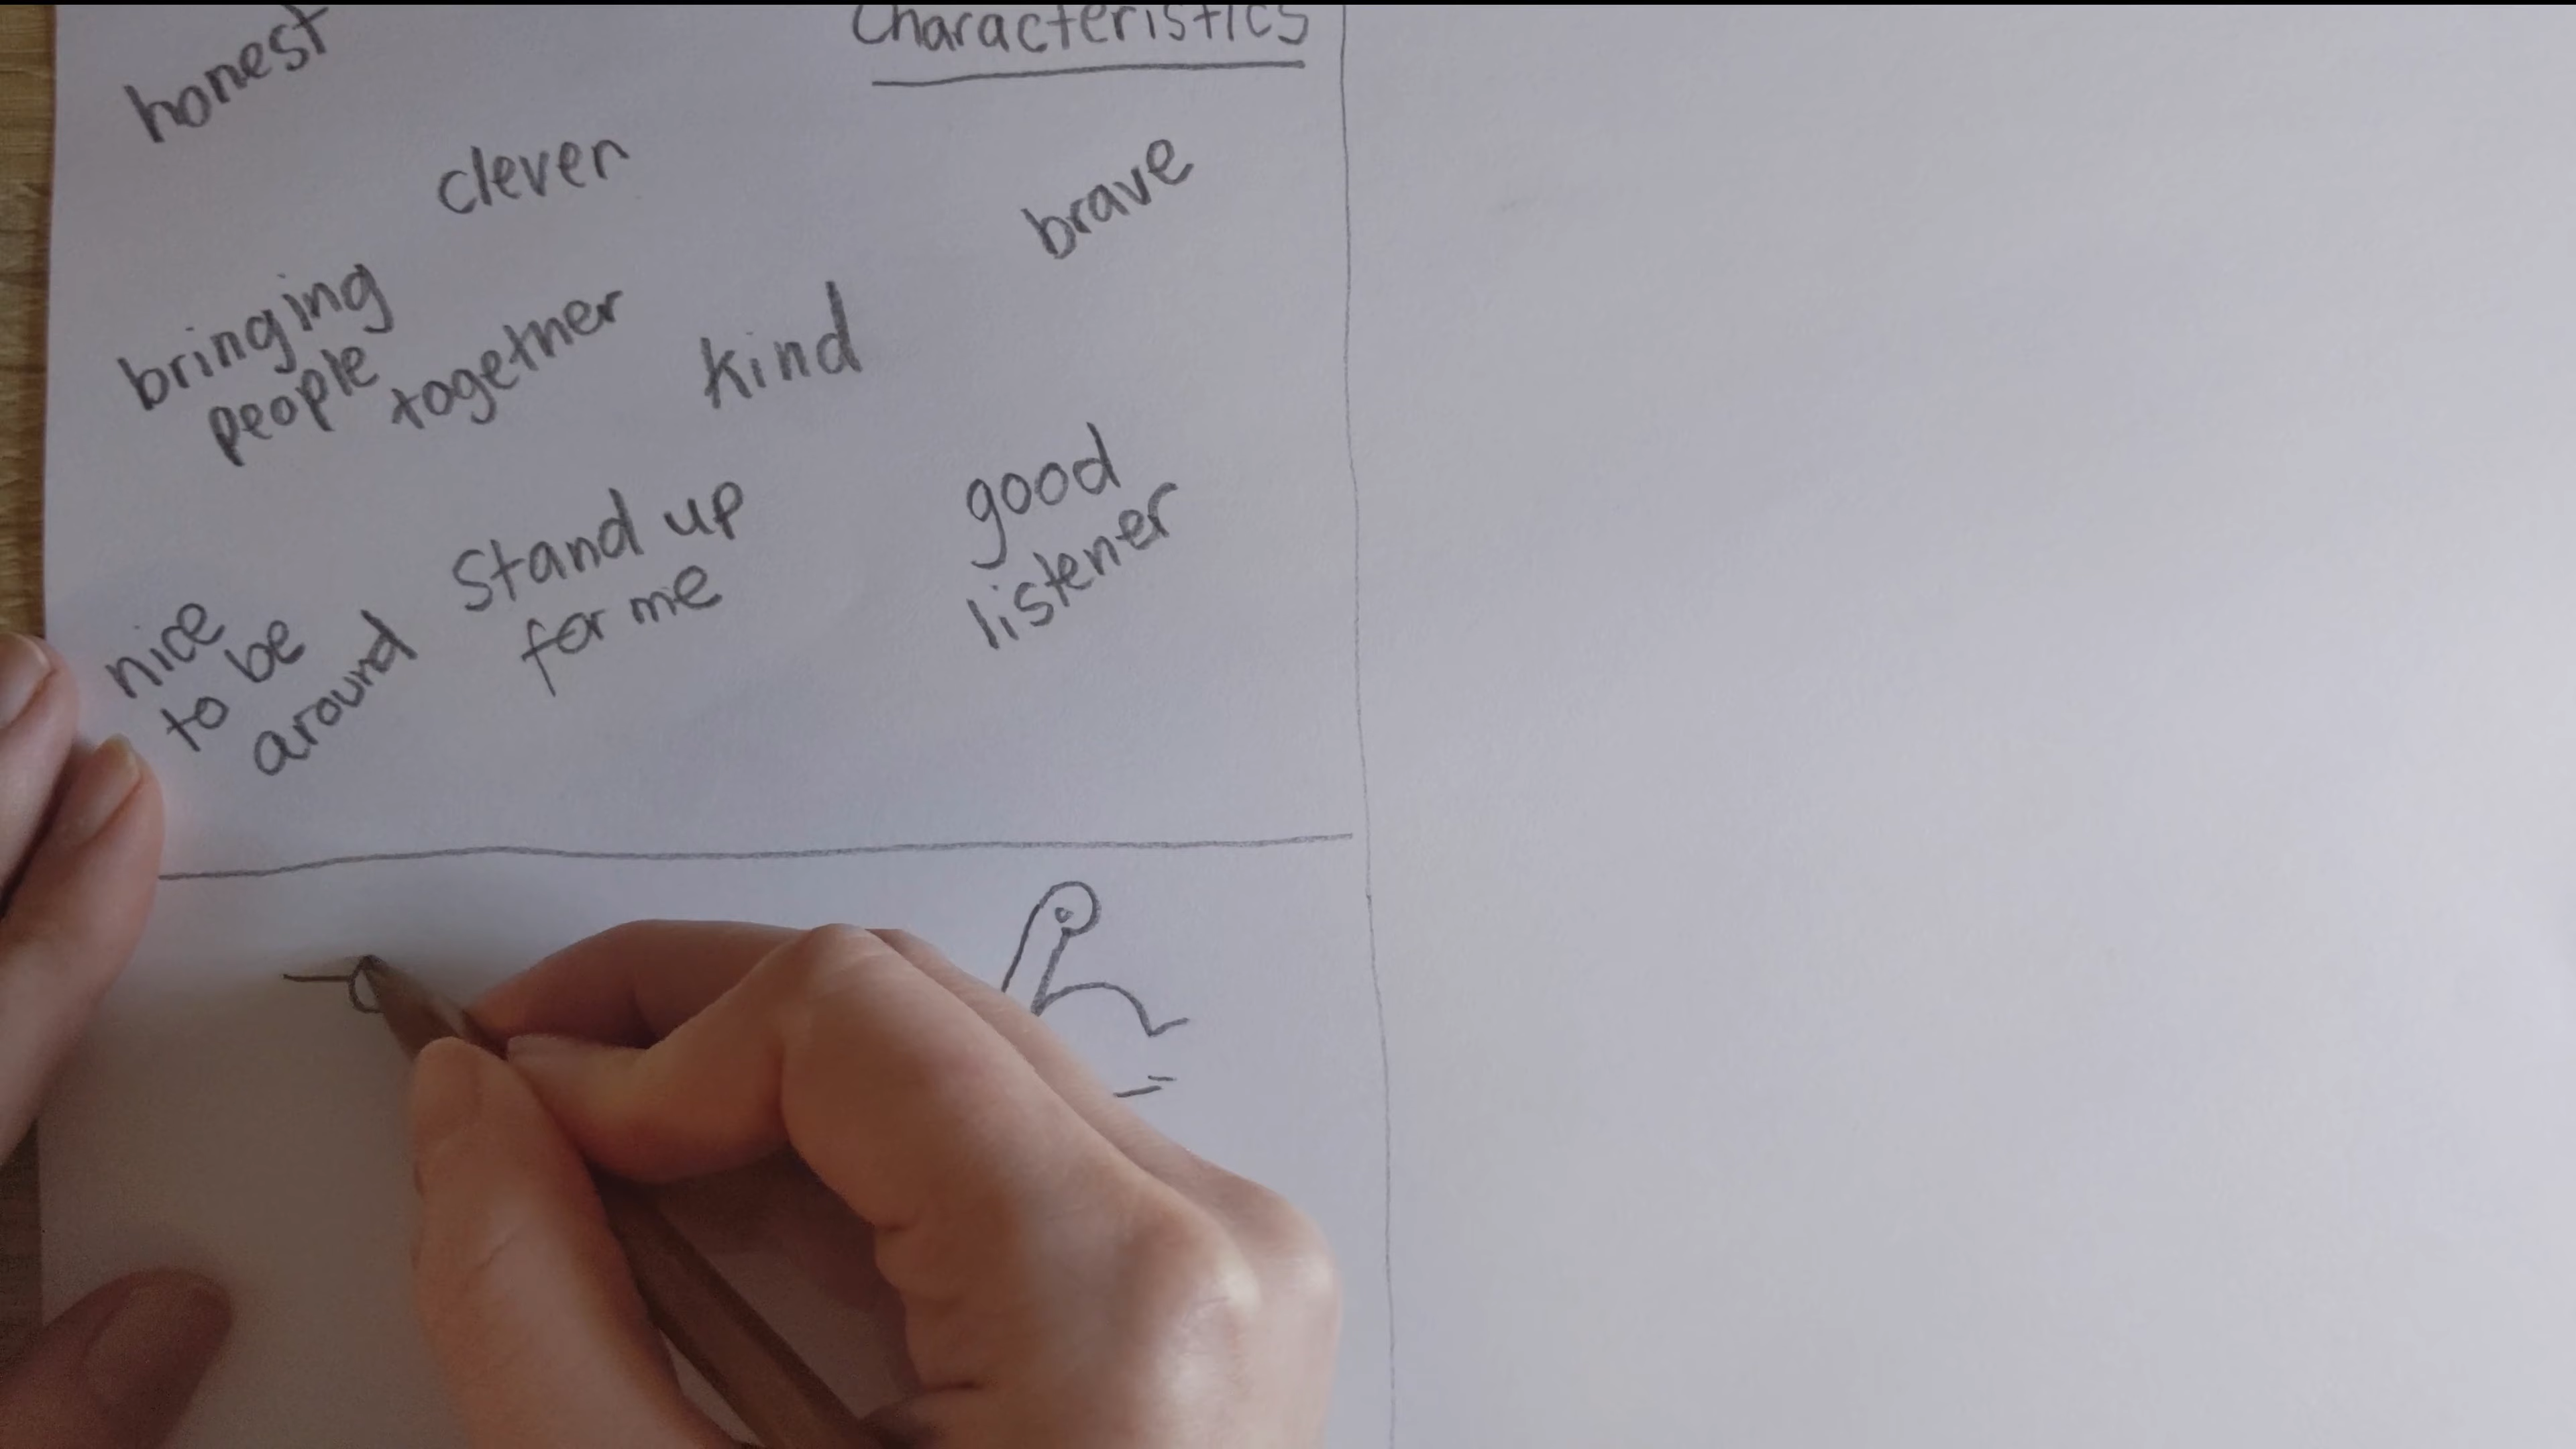 Characteristics
honest
clever
brave
bringing
people together
kind
good
listener
Stand up
for me
nice
to be
around